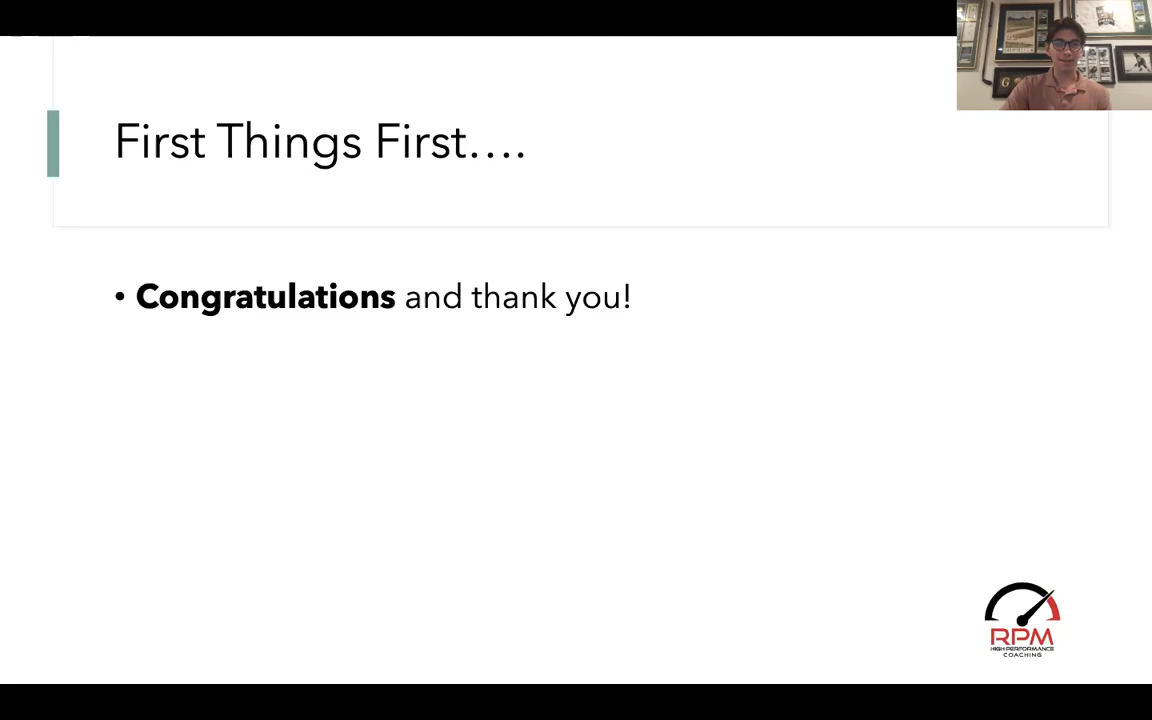 First Things First....
• Congratulations and thank you!
RPM
HIGH PERFORMANCE
COACHING